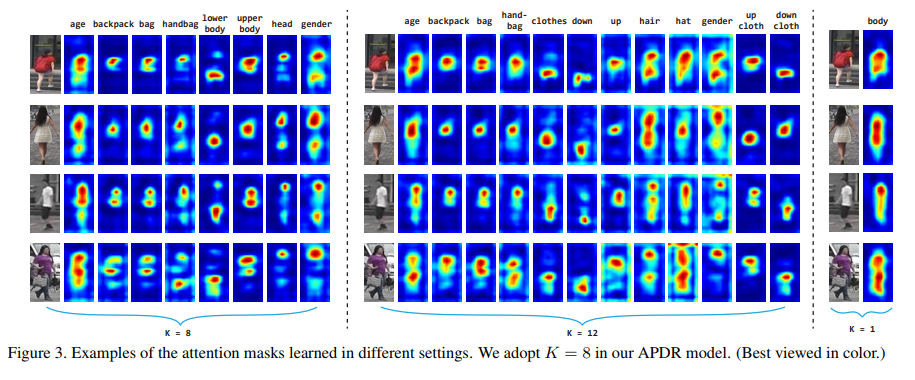 age backpack bag handbag lower body upper body head gender
age backpack bag hand-bag clothes down up hair hat gender up cloth down cloth
body
K = 8
K = 12
K = 1
Figure 3. Examples of the attention masks learned in different settings. We adopt K = 8 in our APDR model. (Best viewed in color.)